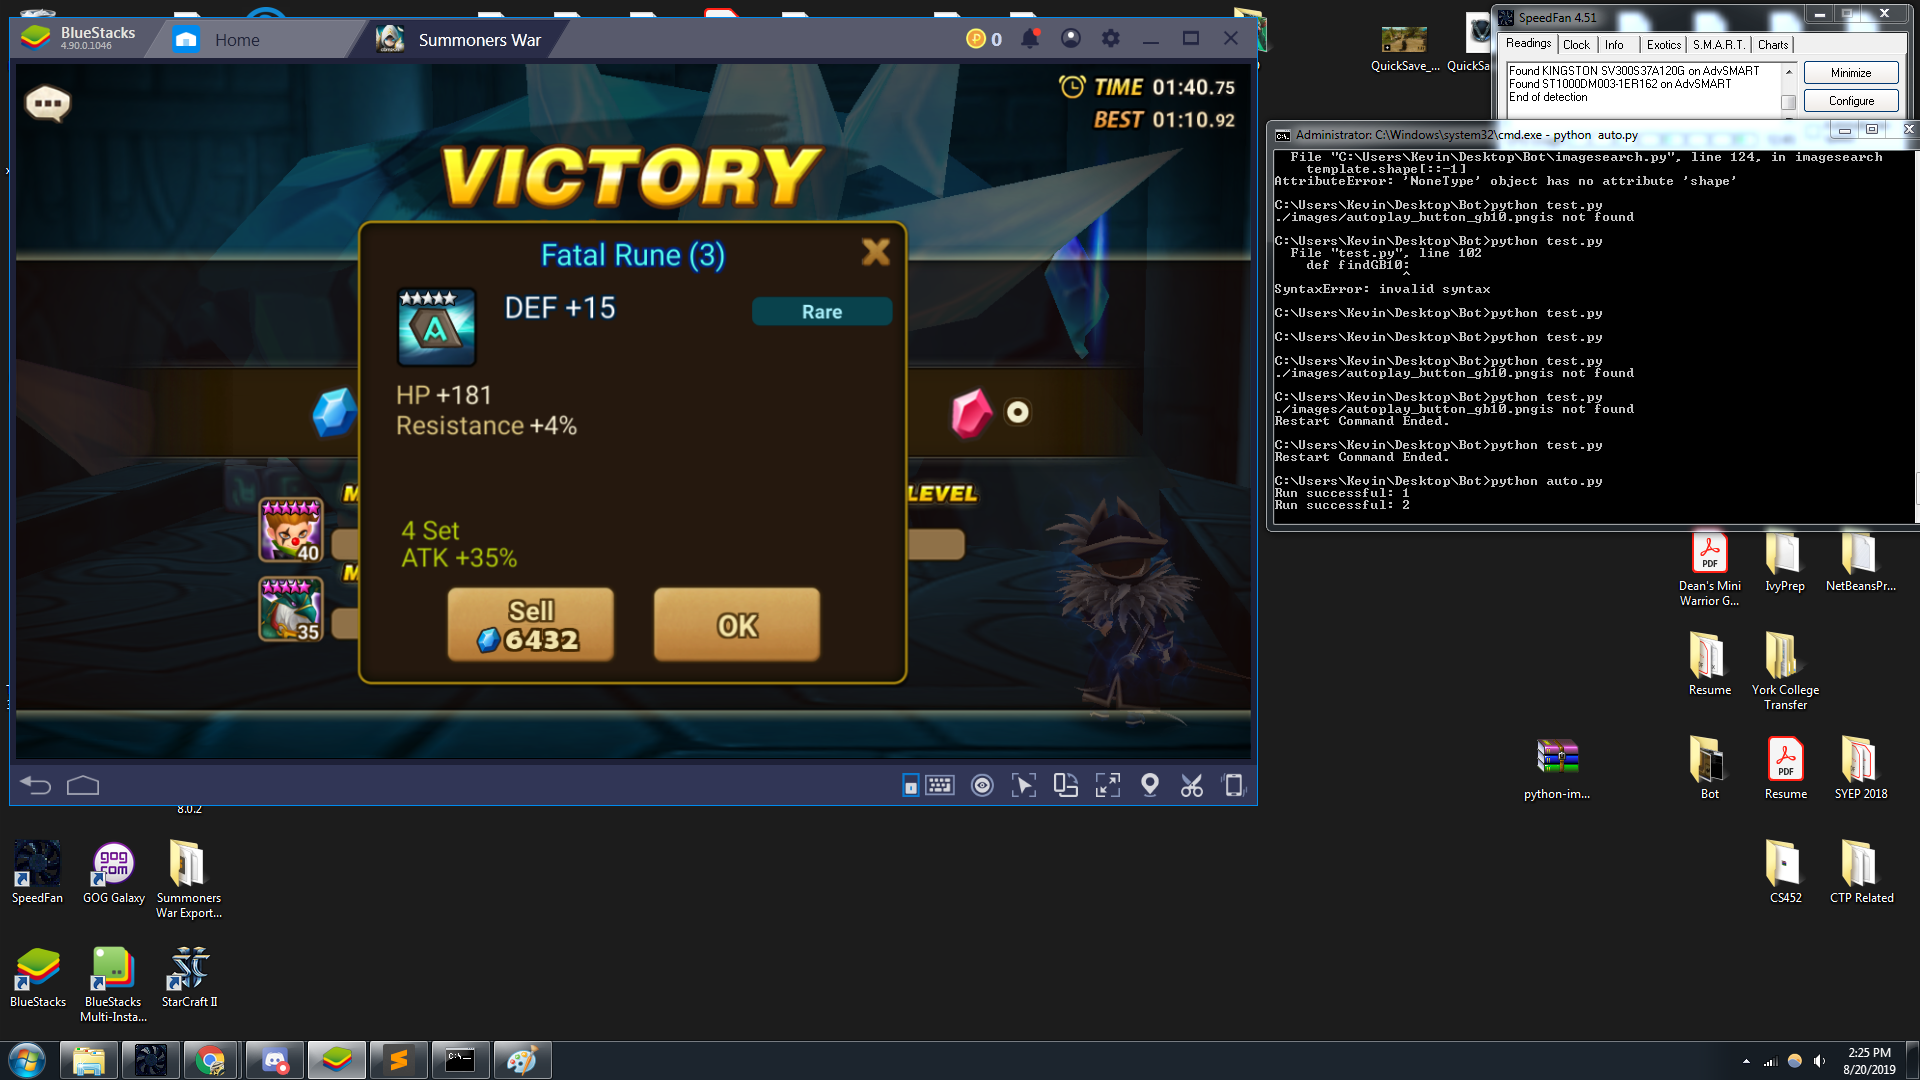 BlueStacks
4.90.0.1046
Home
Summoners War
0
TIME 01:40.75
BEST 01:10.92
VICTORY
Fatal Rune (3)
DEF +15
Rare
HP +181
Resistance +4%
LEVEL
4 Set
ATK +35%
40
35
Sell
6432
OK
8.0.2
QuickSave_...
SpeedFan 4.51
Readings
Clock
Info
Exotics
S.M.A.R.T.
Charts
Found KINGSTON SV300S37A120G on AdvSMART
Found ST1000DM003-1ER162 on AdvSMART
End of detection
Minimize
Configure
Administrator: C:\Windows\system32\cmd.exe - python  auto.py
File "C:\Users\Kevin\Desktop\Bot\imagesearch.py", line 124, in imagesearch
template.shape[::-1]
AttributeError: 'NoneType' object has no attribute 'shape'
C:\Users\Kevin\Desktop\Bot>python test.py
./images/autoplay_button_gb10.pngis not found
C:\Users\Kevin\Desktop\Bot>python test.py
File "test.py", line 102
def findGB10:
^
SyntaxError: invalid syntax
C:\Users\Kevin\Desktop\Bot>python test.py
C:\Users\Kevin\Desktop\Bot>python test.py
C:\Users\Kevin\Desktop\Bot>python test.py
./images/autoplay_button_gb10.pngis not found
C:\Users\Kevin\Desktop\Bot>python test.py
./images/autoplay_button_gb10.pngis not found
Restart Command Ended.
C:\Users\Kevin\Desktop\Bot>python test.py
Restart Command Ended.
C:\Users\Kevin\Desktop\Bot>python auto.py
Run successful: 1
Run successful: 2
PDF
Dean's Mini
Warrior G...
IvyPrep
NetBeansPr...
Resume
York College
Transfer
python-im...
Bot
PDF
Resume
SYEP 2018
CS452
CTP Related
SpeedFan
gog
com
GOG Galaxy
Summoners
War Export...
BlueStacks
BlueStacks
Multi-Insta...
StarCraft II
2:25 PM
8/20/2019